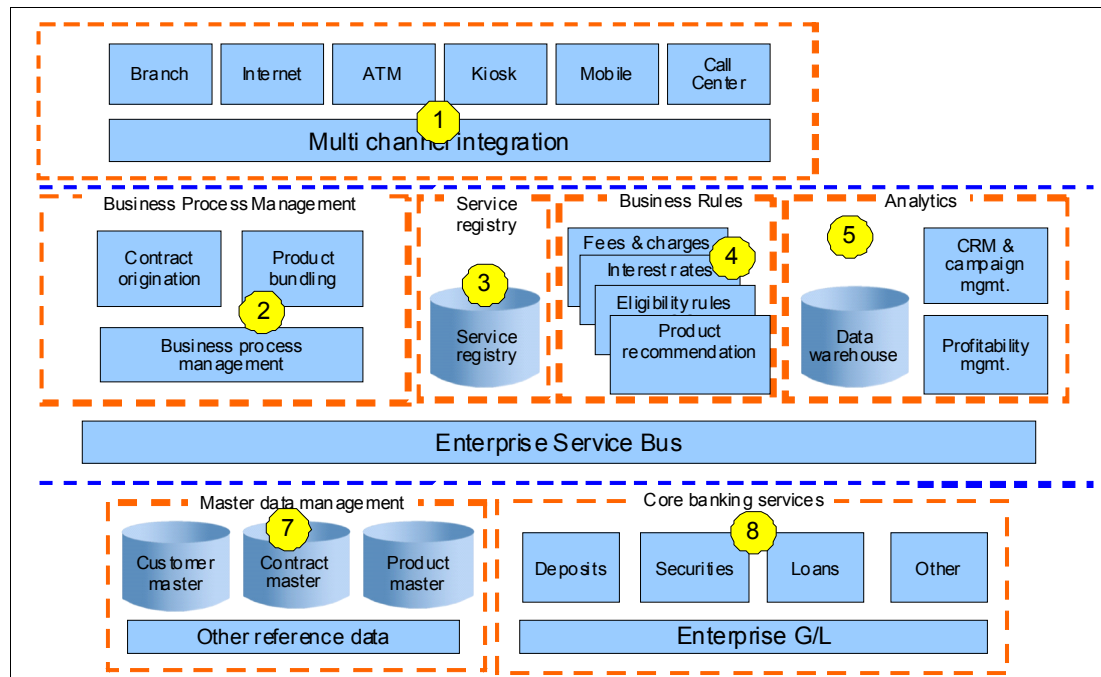 Branch
Internet
ATM
Kiosk
Mobile
Call
Center
1
Multi channel integration
Business Process Management
Contract
origination
Product
bundling
2
Business process
management
Service
registry
3
Service
registry
Business Rules
Fees & charges
4
Interest rates
Eligibility rules
Product
recommendation
Analytics
5
Data
warehouse
CRM &
campaign
mgmt.
Profitability
mgmt.
Enterprise Service Bus
Master data management
7
Customer
master
Contract
master
Product
master
Other reference data
Core banking services
8
Deposits
Securities
Loans
Other
Enterprise G/L